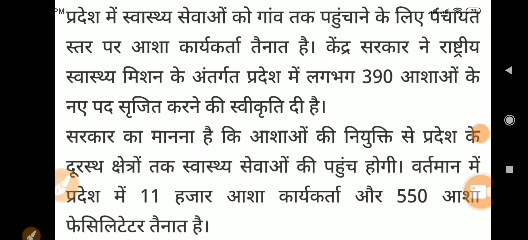 प्रदेश में स्वास्थ्य सेवाओं को गांव तक पहुंचाने के लिए पंचायत
स्तर पर आशा कार्यकर्ता तैनात है। केंद्र सरकार ने राष्ट्रीय
स्वास्थ्य मिशन के अंतर्गत प्रदेश में लगभग 390 आशाओं के
नए पद सृजित करने की स्वीकृति दी है।
सरकार का मानना है कि आशाओं की नियुक्ति से प्रदेश के
दूरस्थ क्षेत्रों तक स्वास्थ्य सेवाओं की पहुंच होगी। वर्तमान में
प्रदेश में 11 हजार आशा कार्यकर्ता और 550 आशा
फेसिलिटेटर तैनात है।